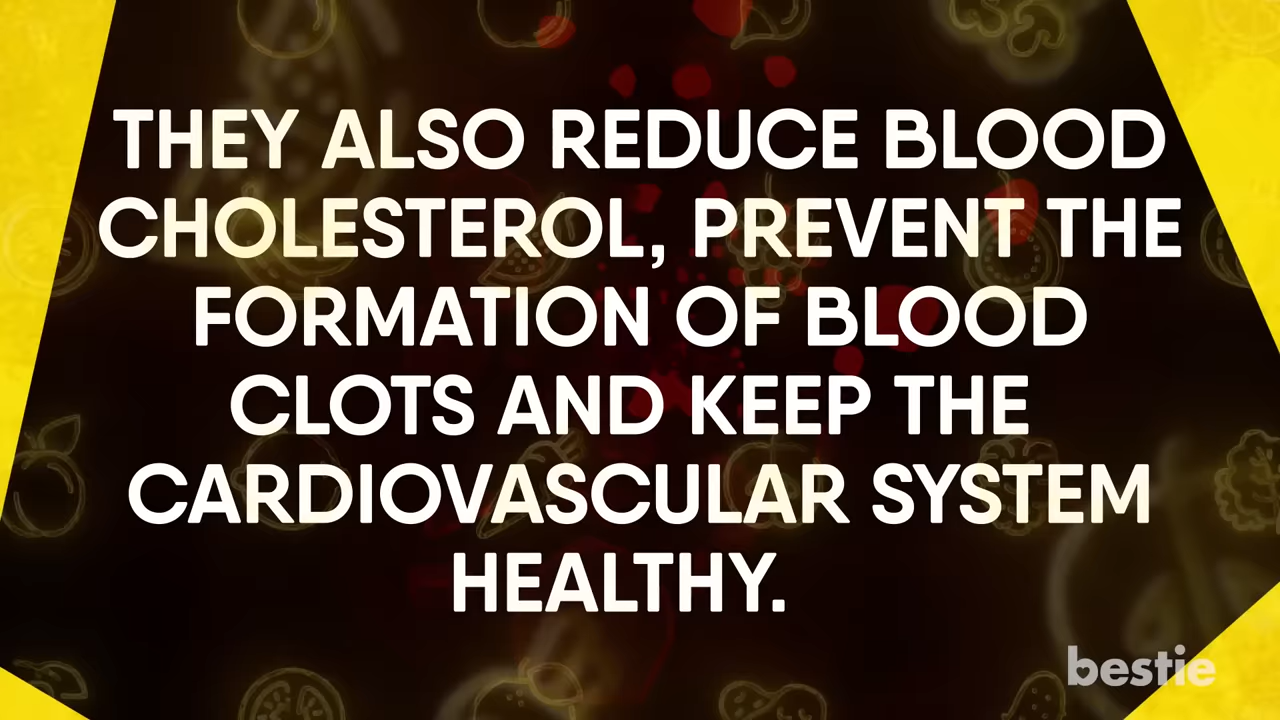 THEY ALSO REDUCE BLOOD
CHOLESTEROL, PREVENT THE
FORMATION OF BLOOD
CLOTS AND KEEP THE
CARDIOVASCULAR SYSTEM
HEALTHY.
bestie